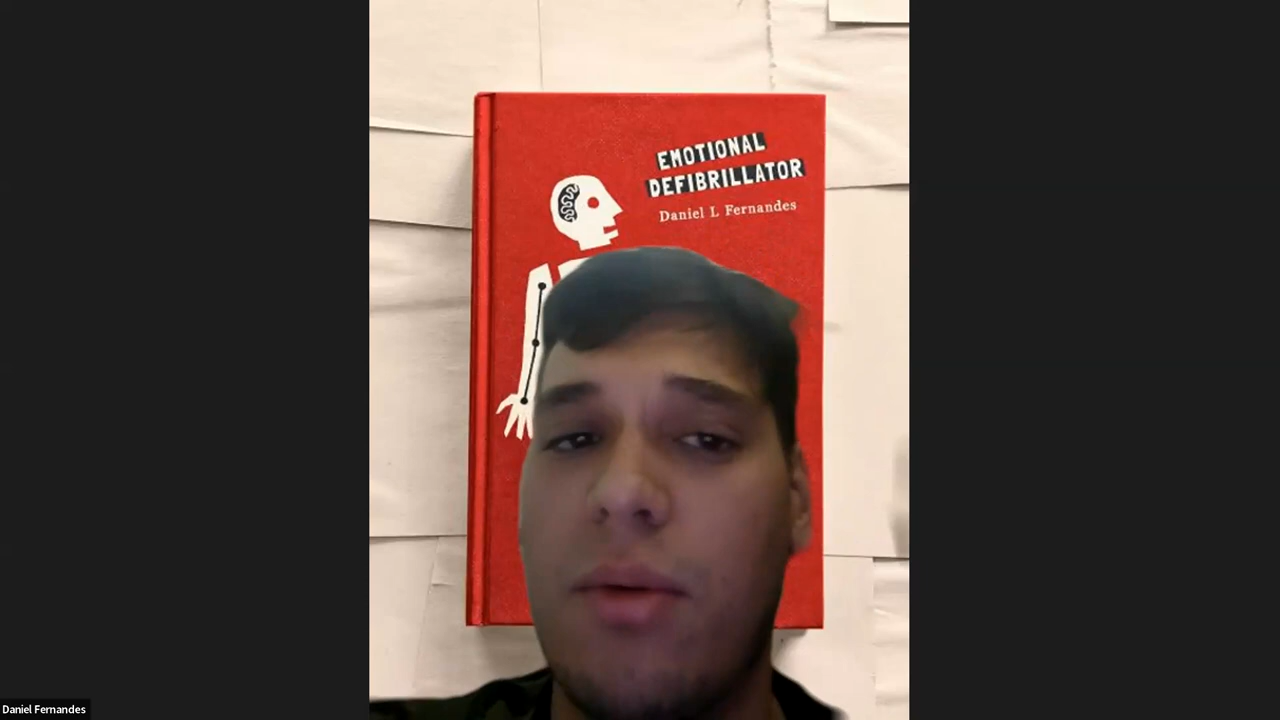 EMOTIONAL
DEFIBRILLATOR
Daniel L Fernandes
Daniel Fernandes